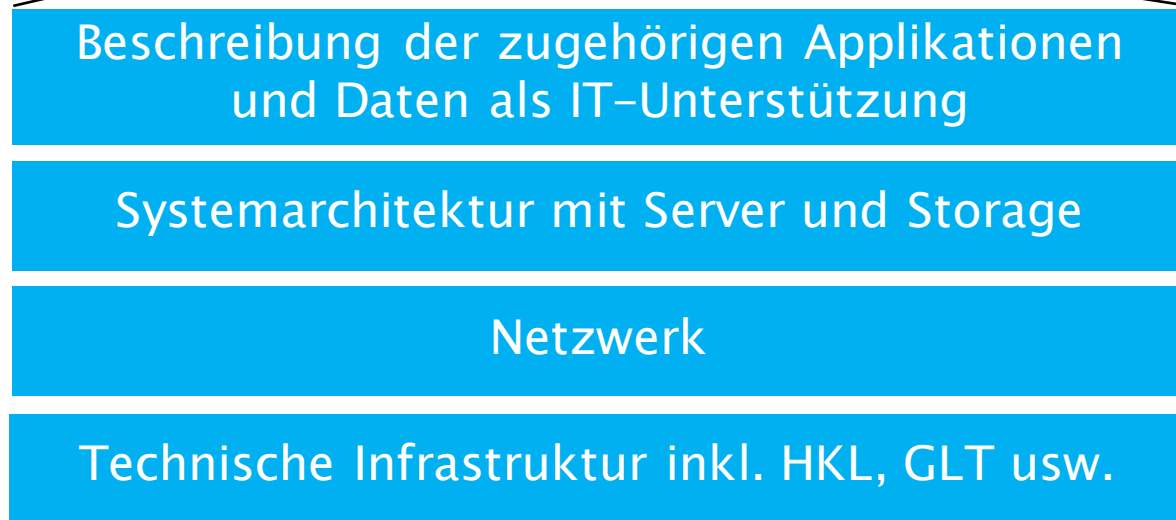 Beschreibung der zugehörigen Applikationen
und Daten als IT-Unterstützung
Systemarchitektur mit Server und Storage
Netzwerk
Technische Infrastruktur inkl. HKL, GLT usw.